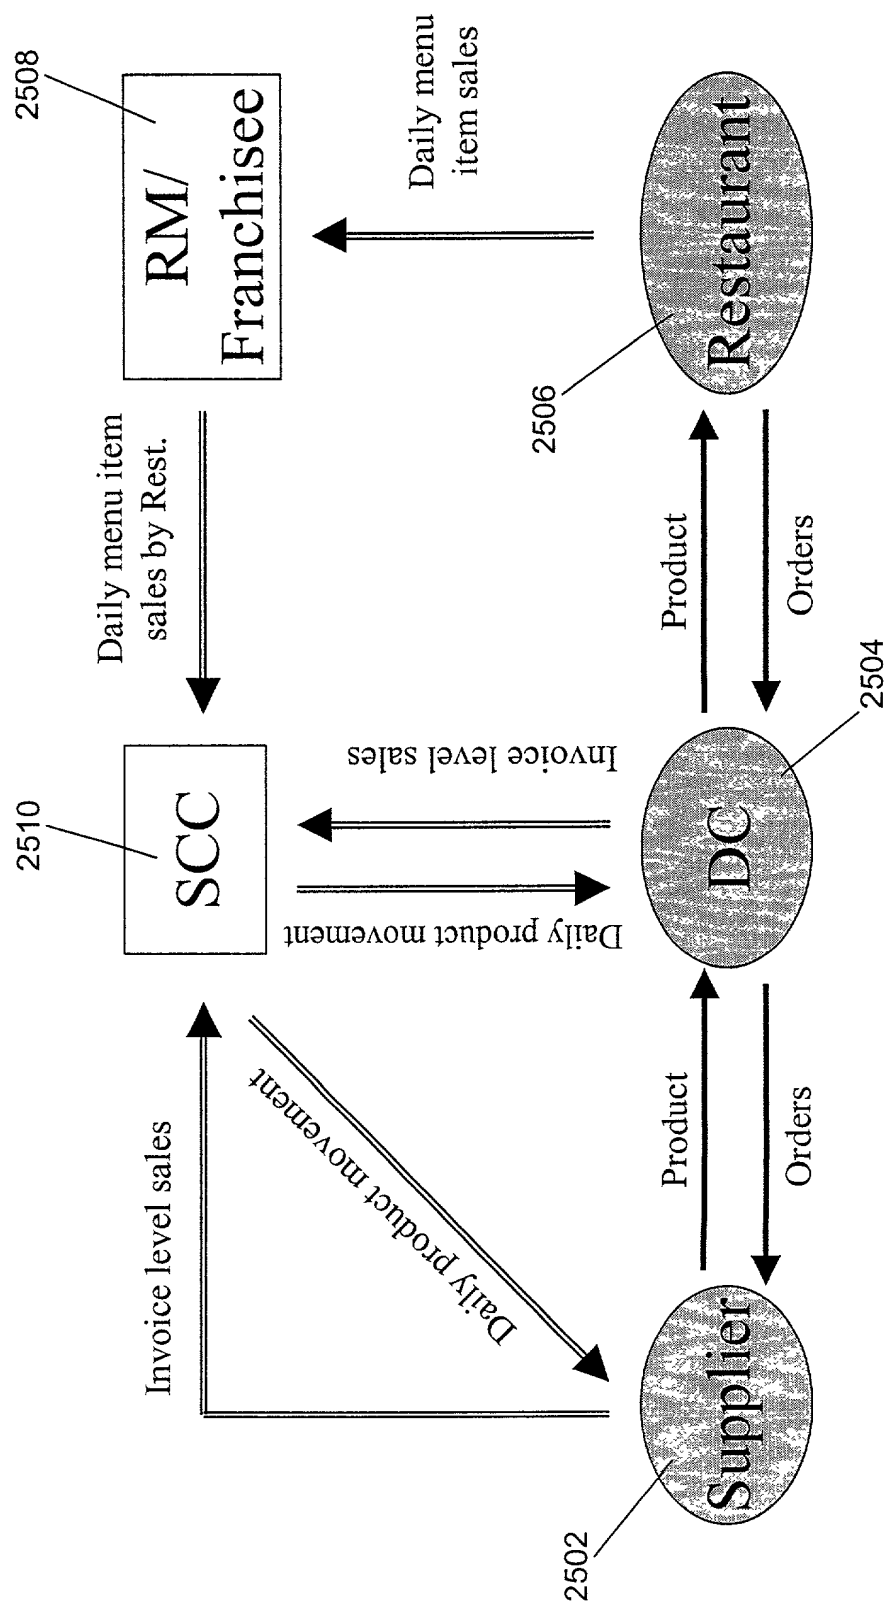 2510
2508
Invoice level sales
Daily menu item
sales by Rest.
SCC
RM/
Franchisee
Daily product movement
Daily product movement
Invoice level sales
Daily menu
item sales
2502
2506
Product
Product
Supplier
DC
Restaurant
Orders
Orders
2504